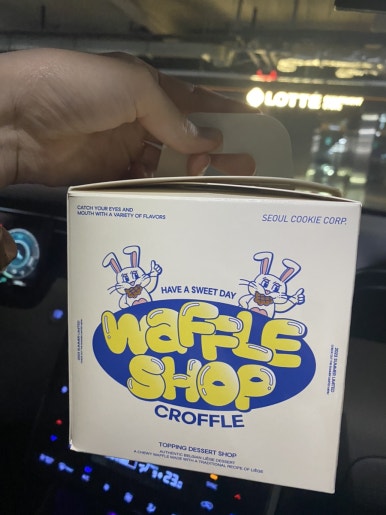 LOTTE
CATCH YOUR EYES AND
MOUTH WITH A VARIETY OF FLAVORS
SEOUL COOKIE CORP.
HAVE A SWEET DAY
WAFFLE
SHOP
CROFFLE
TOPPING DESSERT SHOP
AUTHENTIC BELGIAN LIÈGE DESSERT
A CHEWY WAFFLE MADE WITH A TRADITIONAL RECIPE OF LIÈGE